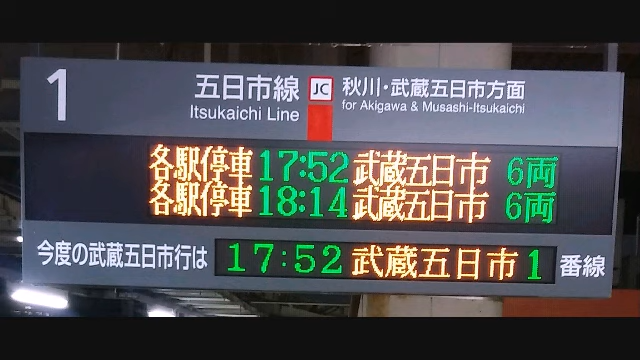 1
五日市線 JC 秋川・武蔵五日市方面
Itsukaichi Line for Akigawa & Musashi-Itsukaichi
各駅停車 17:52 武蔵五日市 6両
各駅停車 18:14 武蔵五日市 6両
今度の武蔵五日市行は 17:52 武蔵五日市 1 番線